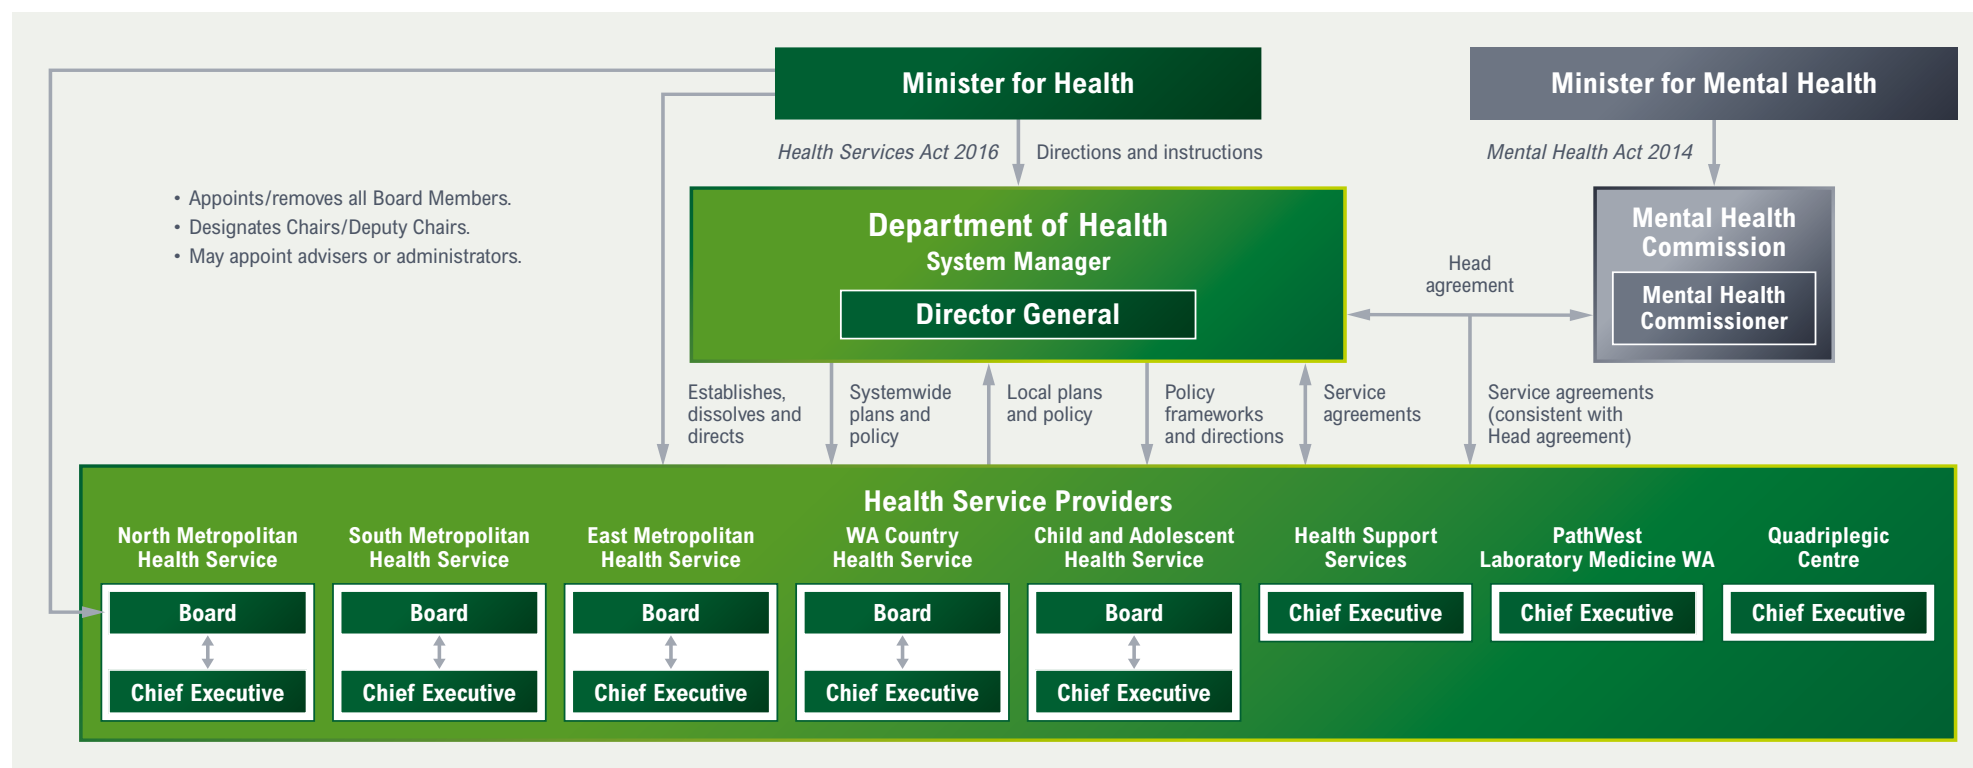 Minister for Health
Minister for Mental Health
Health Services Act 2016
Directions and instructions
Mental Health Act 2014
• Appoints/removes all Board Members.
• Designates Chairs/Deputy Chairs.
• May appoint advisers or administrators.
Department of Health
System Manager
Director General
Head
agreement
Mental Health
Commission
Mental Health
Commissioner
Establishes,
dissolves and
directs
Systemwide
plans and
policy
Local plans
and policy
Policy
frameworks
and directions
Service
agreements
Service agreements
(consistent with
Head agreement)
Health Service Providers
North Metropolitan
Health Service
Board
Chief Executive
South Metropolitan
Health Service
Board
Chief Executive
East Metropolitan
Health Service
Board
Chief Executive
WA Country
Health Service
Board
Chief Executive
Child and Adolescent
Health Service
Board
Chief Executive
Health Support
Services
Chief Executive
PathWest
Laboratory Medicine WA
Chief Executive
Quadriplegic
Centre
Chief Executive